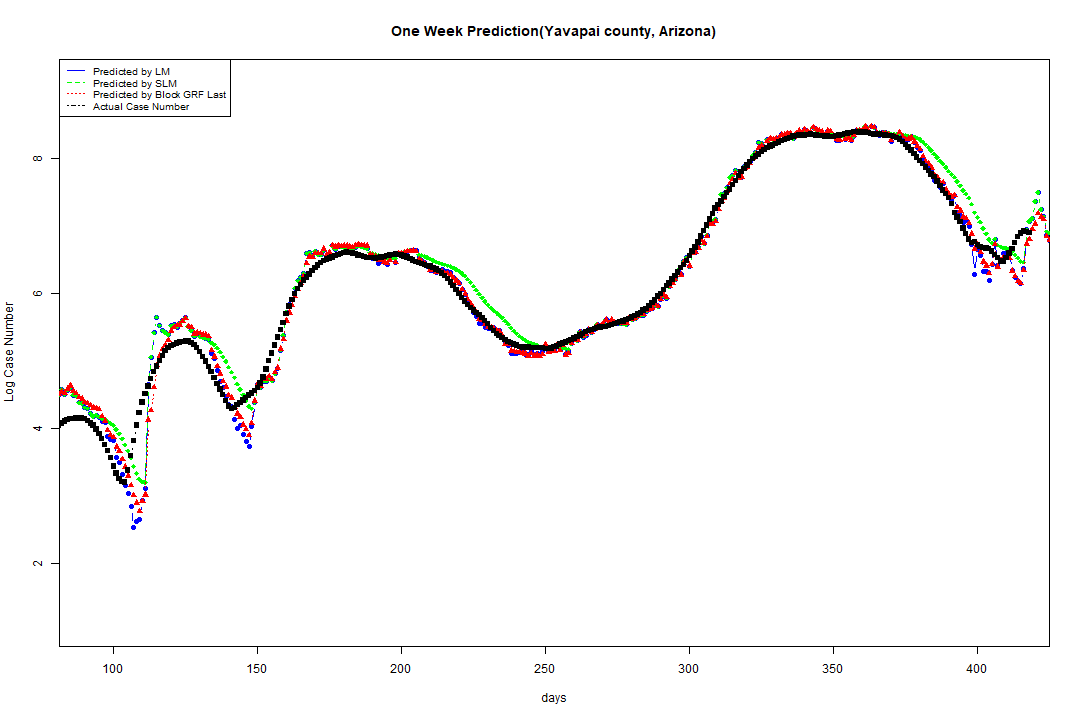 One Week Prediction(Yavapai county, Arizona)
Predicted by LM
Predicted by SLM
Predicted by Block GRF Last
Actual Case Number
Log Case Number
8
6
4
2
100 150 200 250 300 350 400
days